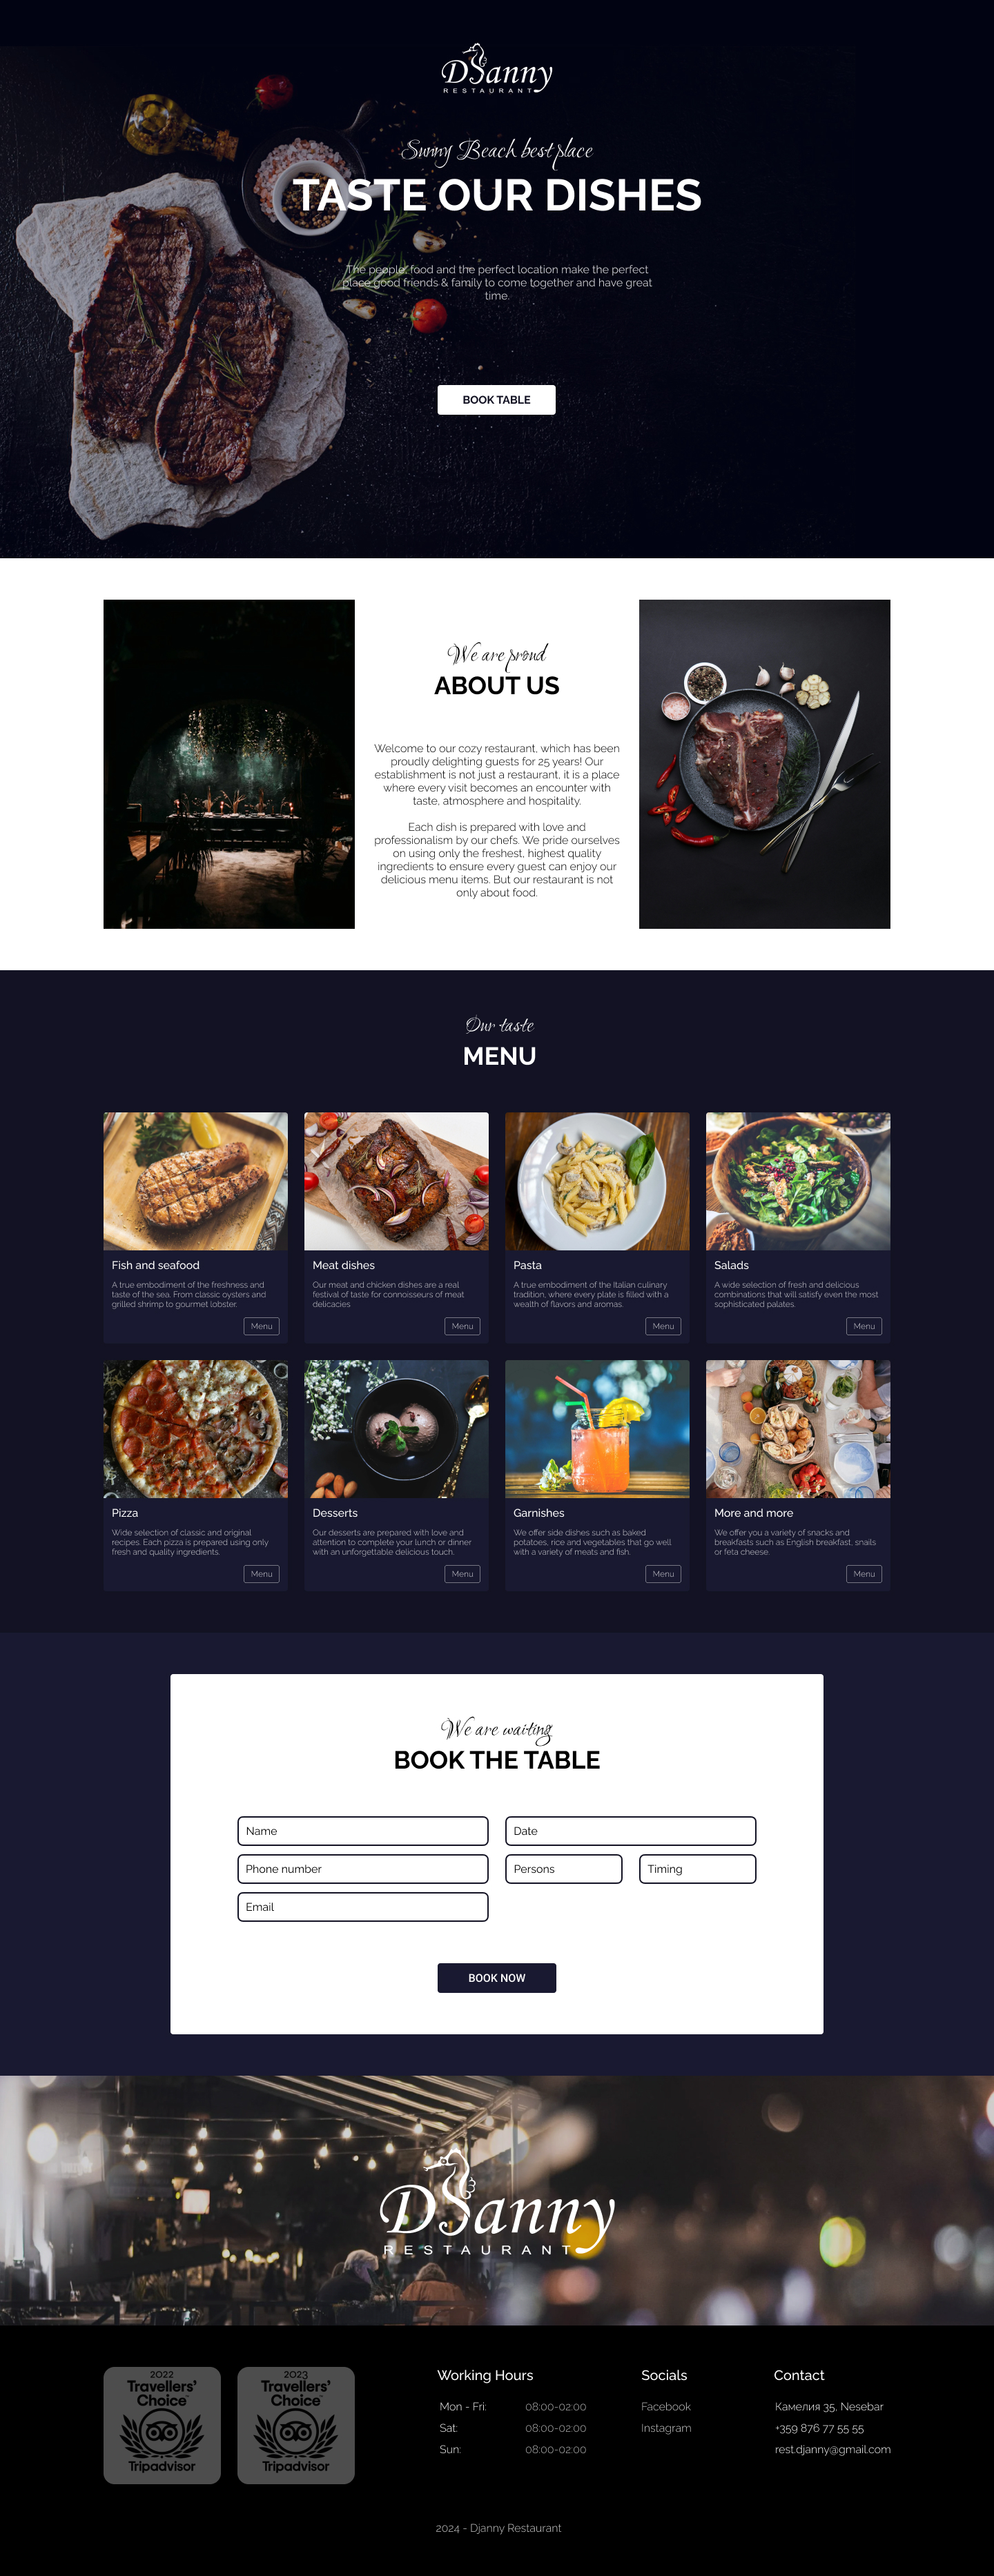 DJanny
RESTAURANT
Sunny Beach best place
TASTE OUR DISHES
The people, food and the perfect location make the perfect
place good friends & family to come together and have great
time.
BOOK TABLE
We are proud
ABOUT US
Welcome to our cozy restaurant, which has been
proudly delighting guests for 25 years! Our
establishment is not just a restaurant, it is a place
where every visit becomes an encounter with
taste, atmosphere and hospitality.
Each dish is prepared with love and
professionalism by our chefs. We pride ourselves
on using only the freshest, highest quality
ingredients to ensure every guest can enjoy our
delicious menu items. But our restaurant is not
only about food.
Our taste
MENU
Fish and seafood
A true embodiment of the freshness and
taste of the sea. From classic oysters and
grilled shrimp to gourmet lobster.
Menu
Meat dishes
Our meat and chicken dishes are a real
festival of taste for connoisseurs of meat
delicacies
Menu
Pasta
A true embodiment of the Italian culinary
tradition, where every plate is filled with a
wealth of flavors and aromas.
Menu
Salads
A wide selection of fresh and delicious
combinations that will satisfy even the most
sophisticated palates.
Menu
Pizza
Wide selection of classic and original
recipes. Each pizza is prepared using only
fresh and quality ingredients.
Menu
Desserts
Our desserts are prepared with love and
attention to complete your lunch or dinner
with an unforgettable delicious touch.
Menu
Garnishes
We offer side dishes such as baked
potatoes, rice and vegetables that go well
with a variety of meats and fish.
Menu
More and more
We offer you a variety of snacks and
breakfasts such as English breakfast, snails
or feta cheese.
Menu
We are waiting
BOOK THE TABLE
Name
Date
Phone number
Persons
Timing
Email
BOOK NOW
DJanny
RESTAURANT
2022
Travellers'
Choice
Tripadvisor
2023
Travellers'
Choice
Tripadvisor
Working Hours
Mon - Fri: 08:00-02:00
Sat: 08:00-02:00
Sun: 08:00-02:00
Socials
Facebook
Instagram
Contact
Камелия 35, Nesebar
+359 876 77 55 55
rest.djanny@gmail.com
2024 - Djanny Restaurant